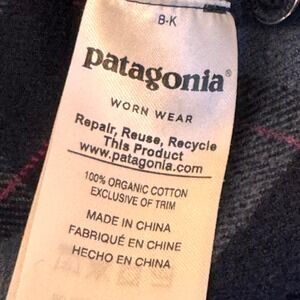 B-K
patagonia®
WORN WEAR
Repair, Reuse, Recycle
This Product
www.patagonia.com
100% ORGANIC COTTON
EXCLUSIVE OF TRIM
MADE IN CHINA
FABRIQUÉ EN CHINE
HECHO EN CHINA